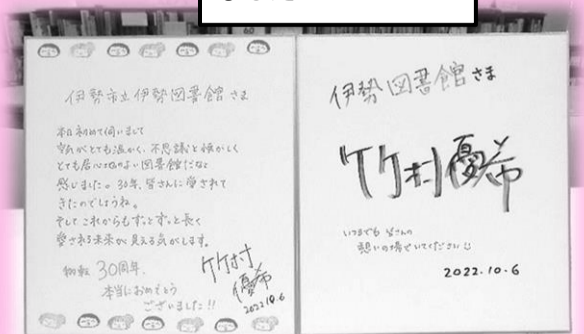 伊勢市立伊勢図書館さま
本日初めて伺いまして
空気がとても温かく、不思議と懐かしく
とても居心地のよい図書館だなと
感じました。30年、皆さんに愛されて
きたのでしょうね。
そしてこれからもずっとずっと長く
愛される未来が見える気がします。
移転30周年、
本当におめでとう
ございました!!
竹村
優希
2022.10.6
伊勢図書館さま
竹村優希
いつまでも 皆さんの
憩いの場でいてください
2022.10.6